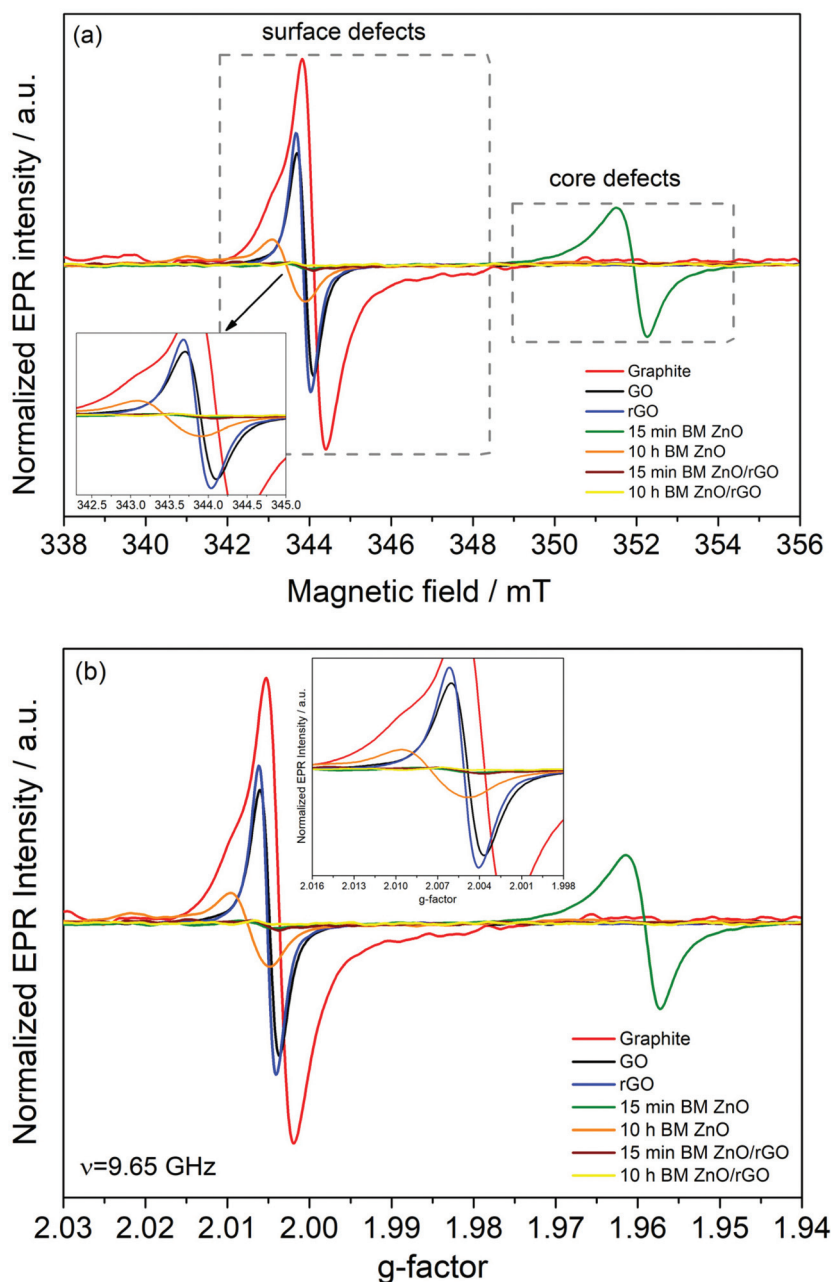 (a)
surface defects
core defects
Normalized EPR intensity / a.u.
Graphite
GO
rGO
15 min BM ZnO
10 h BM ZnO
15 min BM ZnO/rGO
10 h BM ZnO/rGO
342.5 343.0 343.5 344.0 344.5 345.0
338 340 342 344 346 348 350 352 354 356
Magnetic field / mT
(b)
Normalized EPR Intensity / a.u.
2.016 2.013 2.010 2.007 2.004 2.001 1.998
g-factor
Normalized EPR Intensity / a.u.
Graphite
GO
rGO
15 min BM ZnO
10 h BM ZnO
15 min BM ZnO/rGO
10 h BM ZnO/rGO
ν=9.65 GHz
2.03 2.02 2.01 2.00 1.99 1.98 1.97 1.96 1.95 1.94
g-factor